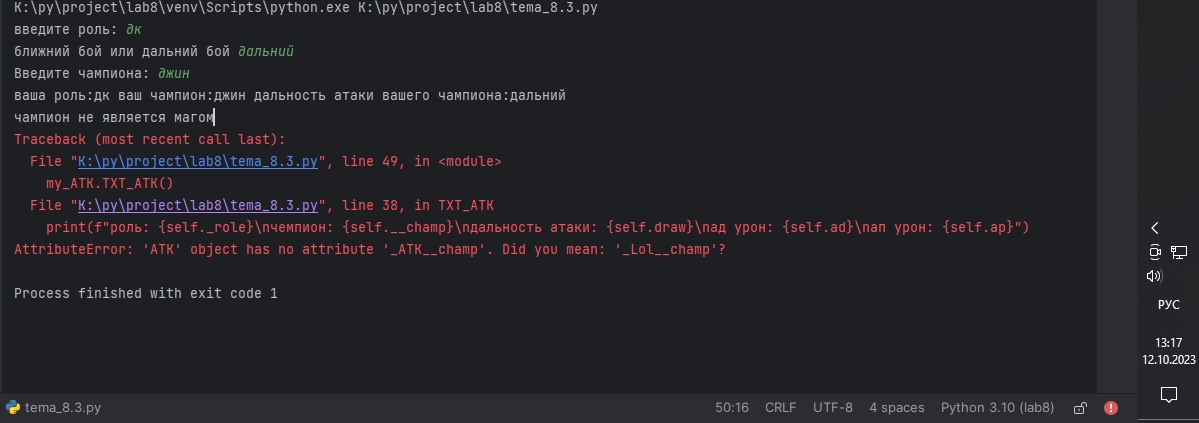 K:\py\project\lab8\venv\Scripts\python.exe K:\py\project\lab8\tema_8.3.py
введите роль: дк
ближний бой или дальний бой дальний
Введите чампиона: джин
ваша роль:дк ваш чампион:джин дальность атаки вашего чампиона:дальний
чампион не является магом
Traceback (most recent call last):
  File "K:\py\project\lab8\tema_8.3.py", line 49, in <module>
    my_ATK.TXT_ATK()
  File "K:\py\project\lab8\tema_8.3.py", line 38, in TXT_ATK
    print(f"роль: {self._role}\nчемпион: {self.__champ}\nдальность атаки: {self.draw}\nад урон: {self.ad}\nап урон: {self.ap}")
AttributeError: 'ATK' object has no attribute '_ATK__champ'. Did you mean: '_Lol__champ'?
Process finished with exit code 1
РУС
13:17
12.10.2023
tema_8.3.py 50:16 CRLF UTF-8 4 spaces Python 3.10 (lab8)